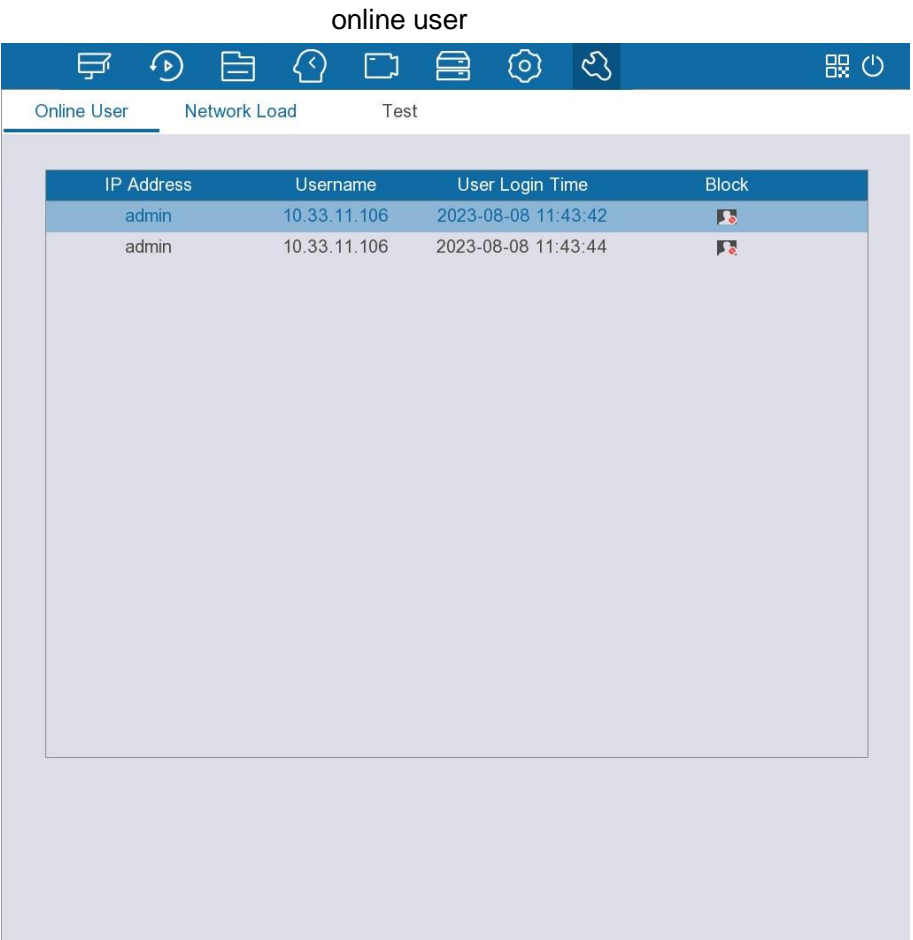 online user
Online User Network Load Test
IP Address Username User Login Time Block
admin 10.33.11.106 2023-08-08 11:43:42
admin 10.33.11.106 2023-08-08 11:43:44